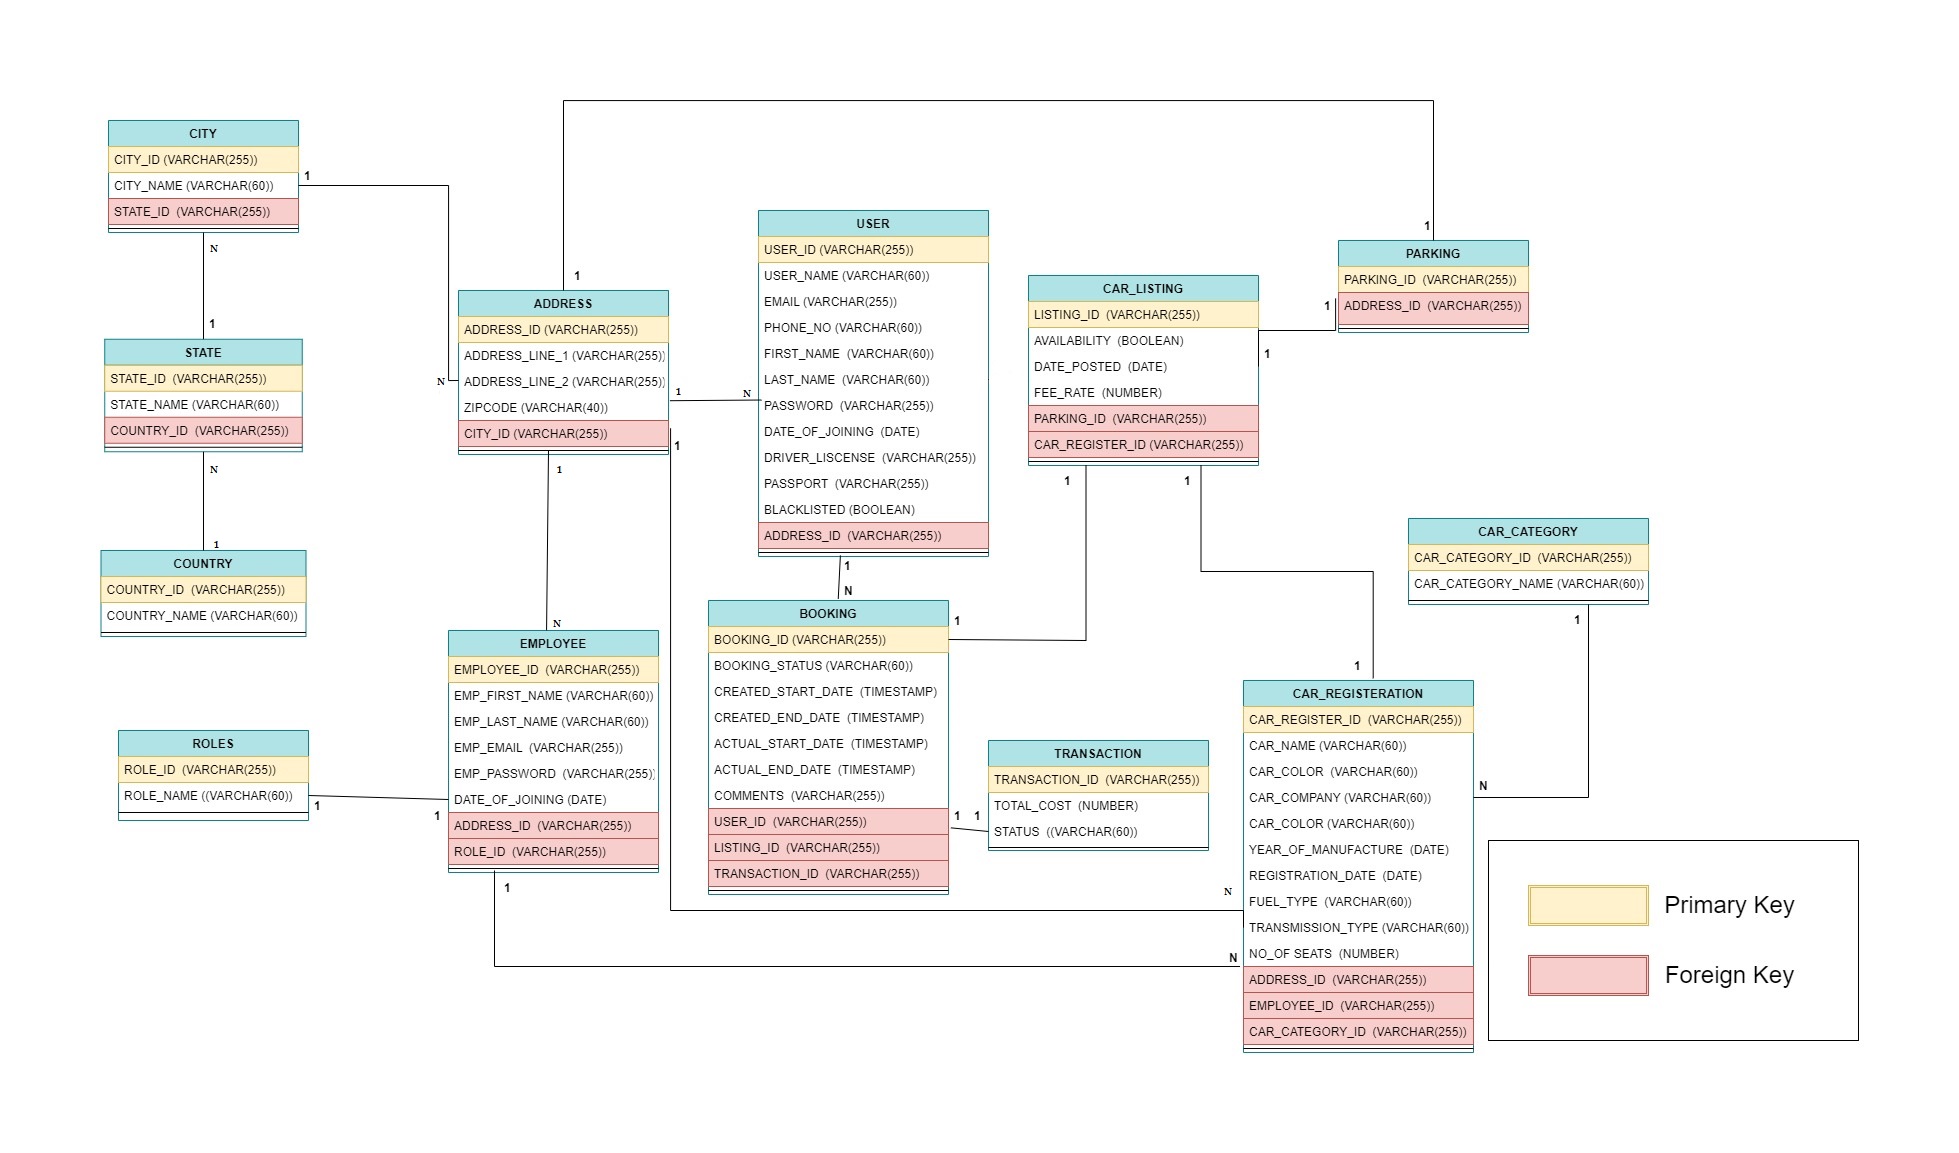 CITY
CITY_ID (VARCHAR(255))
CITY_NAME (VARCHAR(60))
STATE_ID (VARCHAR(255))
1
N
1
STATE
STATE_ID (VARCHAR(255))
STATE_NAME (VARCHAR(60))
COUNTRY_ID (VARCHAR(255))
N
1
COUNTRY
COUNTRY_ID (VARCHAR(255))
COUNTRY_NAME (VARCHAR(60))
ROLES
ROLE_ID (VARCHAR(255))
ROLE_NAME ((VARCHAR(60))
1
1
1
N
ADDRESS
ADDRESS_ID (VARCHAR(255))
ADDRESS_LINE_1 (VARCHAR(255))
ADDRESS_LINE_2 (VARCHAR(255))
ZIPCODE (VARCHAR(40))
CITY_ID (VARCHAR(255))
1
N
1
1
N
EMPLOYEE
EMPLOYEE_ID (VARCHAR(255))
EMP_FIRST_NAME (VARCHAR(60))
EMP_LAST_NAME (VARCHAR(60))
EMP_EMAIL (VARCHAR(255))
EMP_PASSWORD (VARCHAR(255))
DATE_OF_JOINING (DATE)
ADDRESS_ID (VARCHAR(255))
ROLE_ID (VARCHAR(255))
1
USER
USER_ID (VARCHAR(255))
USER_NAME (VARCHAR(60))
EMAIL (VARCHAR(255))
PHONE_NO (VARCHAR(60))
FIRST_NAME (VARCHAR(60))
LAST_NAME (VARCHAR(60))
PASSWORD (VARCHAR(255))
DATE_OF_JOINING (DATE)
DRIVER_LISCENSE (VARCHAR(255))
PASSPORT (VARCHAR(255))
BLACKLISTED (BOOLEAN)
ADDRESS_ID (VARCHAR(255))
1
N
BOOKING
BOOKING_ID (VARCHAR(255))
BOOKING_STATUS (VARCHAR(60))
CREATED_START_DATE (TIMESTAMP)
CREATED_END_DATE (TIMESTAMP)
ACTUAL_START_DATE (TIMESTAMP)
ACTUAL_END_DATE (TIMESTAMP)
COMMENTS (VARCHAR(255))
USER_ID (VARCHAR(255))
LISTING_ID (VARCHAR(255))
TRANSACTION_ID (VARCHAR(255))
1
1
1
TRANSACTION
TRANSACTION_ID (VARCHAR(255))
TOTAL_COST (NUMBER)
STATUS ((VARCHAR(60))
CAR_LISTING
LISTING_ID (VARCHAR(255))
AVAILABILITY (BOOLEAN)
DATE_POSTED (DATE)
FEE_RATE (NUMBER)
PARKING_ID (VARCHAR(255))
CAR_REGISTER_ID (VARCHAR(255))
1
1
1
1
1
PARKING
PARKING_ID (VARCHAR(255))
ADDRESS_ID (VARCHAR(255))
CAR_CATEGORY
CAR_CATEGORY_ID (VARCHAR(255))
CAR_CATEGORY_NAME (VARCHAR(60))
1
1
CAR_REGISTERATION
CAR_REGISTER_ID (VARCHAR(255))
CAR_NAME (VARCHAR(60))
CAR_COLOR (VARCHAR(60))
CAR_COMPANY (VARCHAR(60))
CAR_COLOR (VARCHAR(60))
YEAR_OF_MANUFACTURE (DATE)
REGISTRATION_DATE (DATE)
FUEL_TYPE (VARCHAR(60))
TRANSMISSION_TYPE (VARCHAR(60))
NO_OF SEATS (NUMBER)
ADDRESS_ID (VARCHAR(255))
EMPLOYEE_ID (VARCHAR(255))
CAR_CATEGORY_ID (VARCHAR(255))
N
N
N
Primary Key
Foreign Key